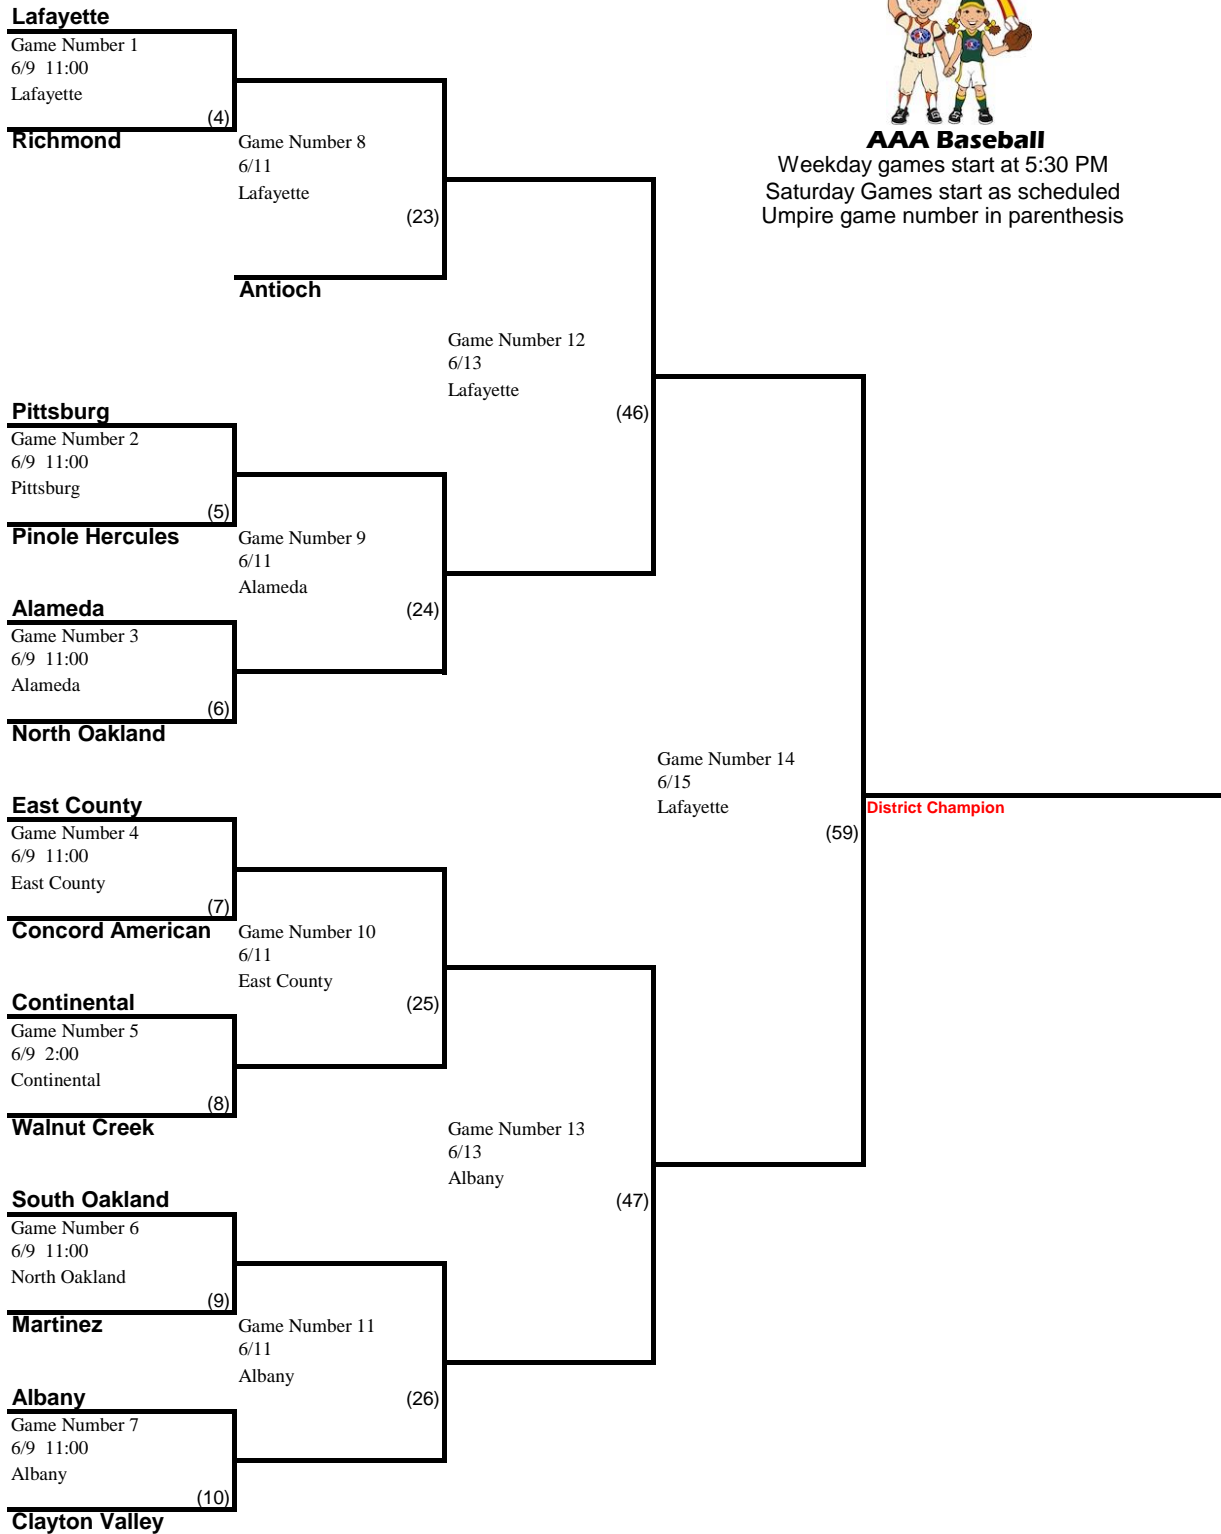 Lafayette
Game Number 1
6/9 11:00
Lafayette
(4)
Richmond
Game Number 8
6/11
Lafayette
(23)
Antioch
AAA Baseball
Weekday games start at 5:30 PM
Saturday Games start as scheduled
Umpire game number in parenthesis
Game Number 12
6/13
Lafayette
(46)
Pittsburg
Game Number 2
6/9 11:00
Pittsburg
(5)
Pinole Hercules
Game Number 9
6/11
Alameda
(24)
Alameda
Game Number 3
6/9 11:00
Alameda
(6)
North Oakland
Game Number 14
6/15
Lafayette
(59)
District Champion
East County
Game Number 4
6/9 11:00
East County
(7)
Concord American
Game Number 10
6/11
East County
(25)
Continental
Game Number 5
6/9 2:00
Continental
(8)
Walnut Creek
Game Number 13
6/13
Albany
(47)
South Oakland
Game Number 6
6/9 11:00
North Oakland
(9)
Martinez
Game Number 11
6/11
Albany
(26)
Albany
Game Number 7
6/9 11:00
Albany
(10)
Clayton Valley